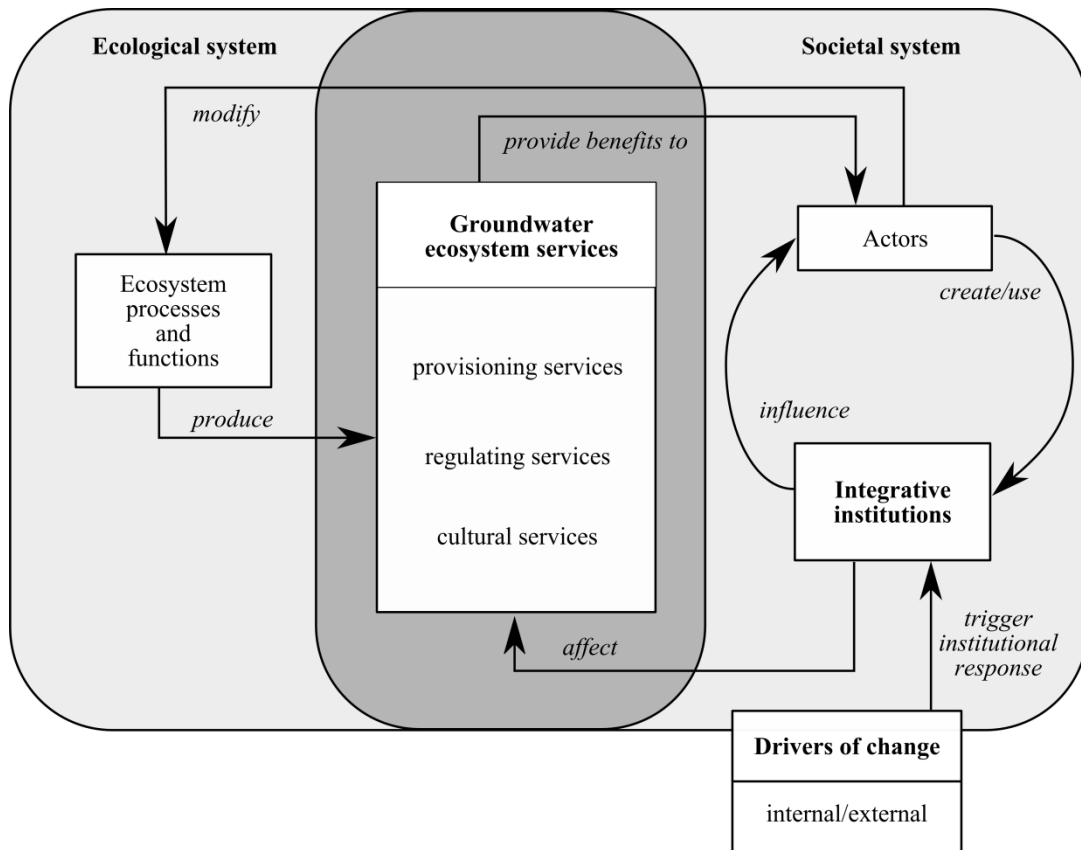 Ecological system
Societal system
modify
provide benefits to
Groundwater
ecosystem services
Actors
Ecosystem
processes
and
functions
create/use
provisioning services
produce
influence
regulating services
Integrative
institutions
cultural services
affect
trigger
institutional
response
Drivers of change
internal/external